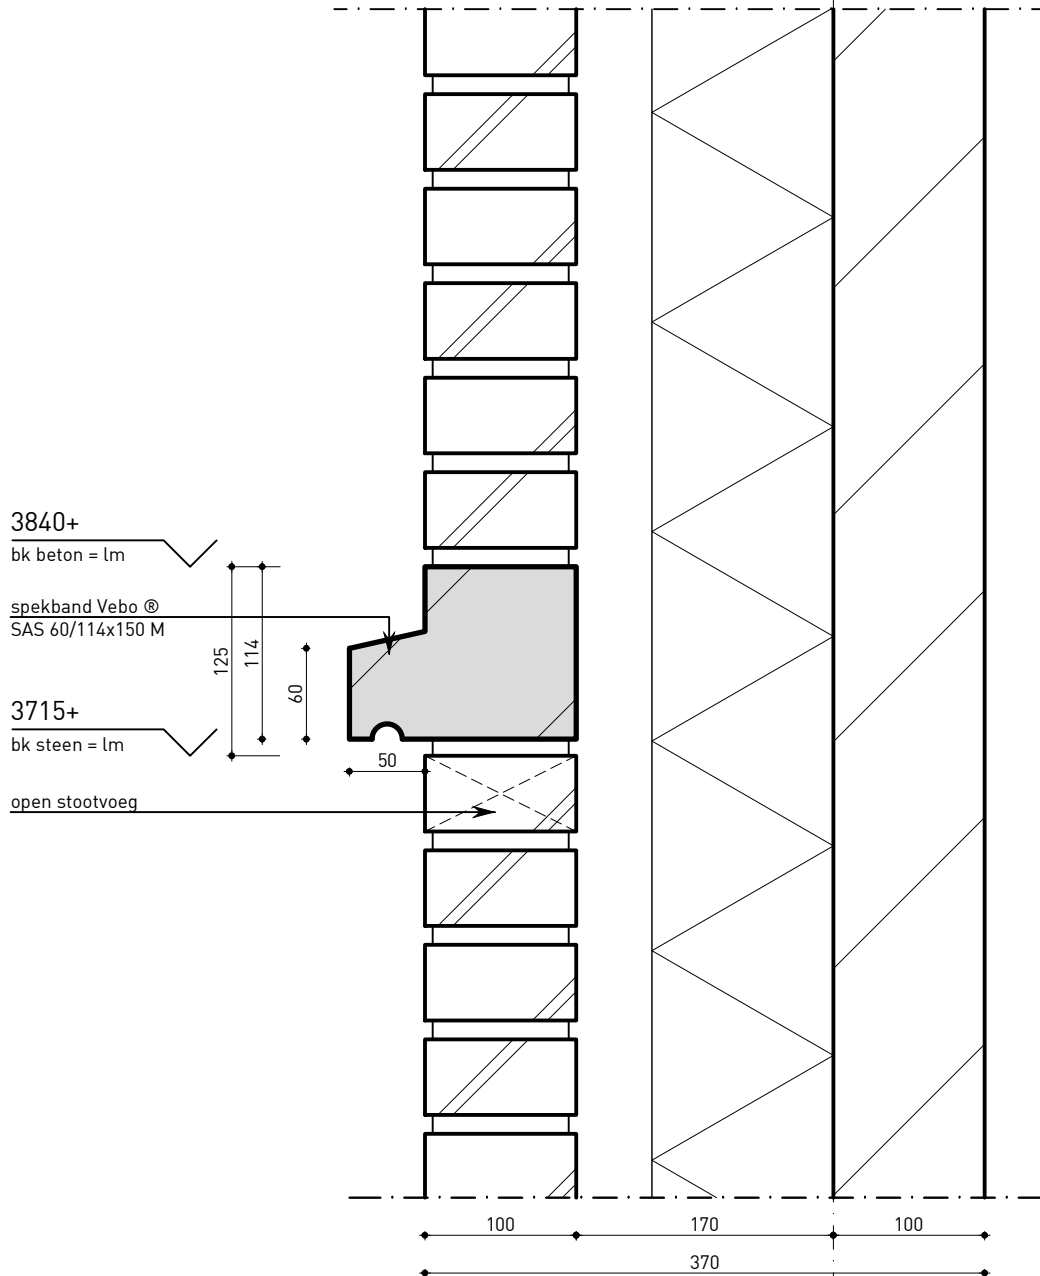 3840+
bk beton = lm
spekband Vebo ®
SAS 60/114x150 M
125
114
60
3715+
bk steen = lm
50
open stootvoeg
100
170
100
370